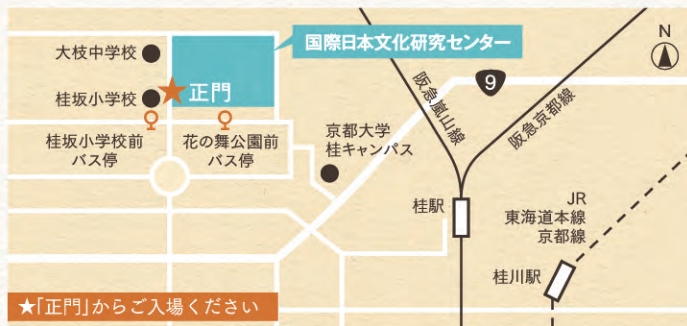 国際日本文化研究センター
N
大枝中学校
桂坂小学校
正門
9
阪急嵐山線
阪急京都線
桂坂小学校前
バス停
花の舞公園前
バス停
京都大学
桂キャンパス
桂駅
JR
東海道本線
京都線
桂川駅
★「正門」からご入場ください